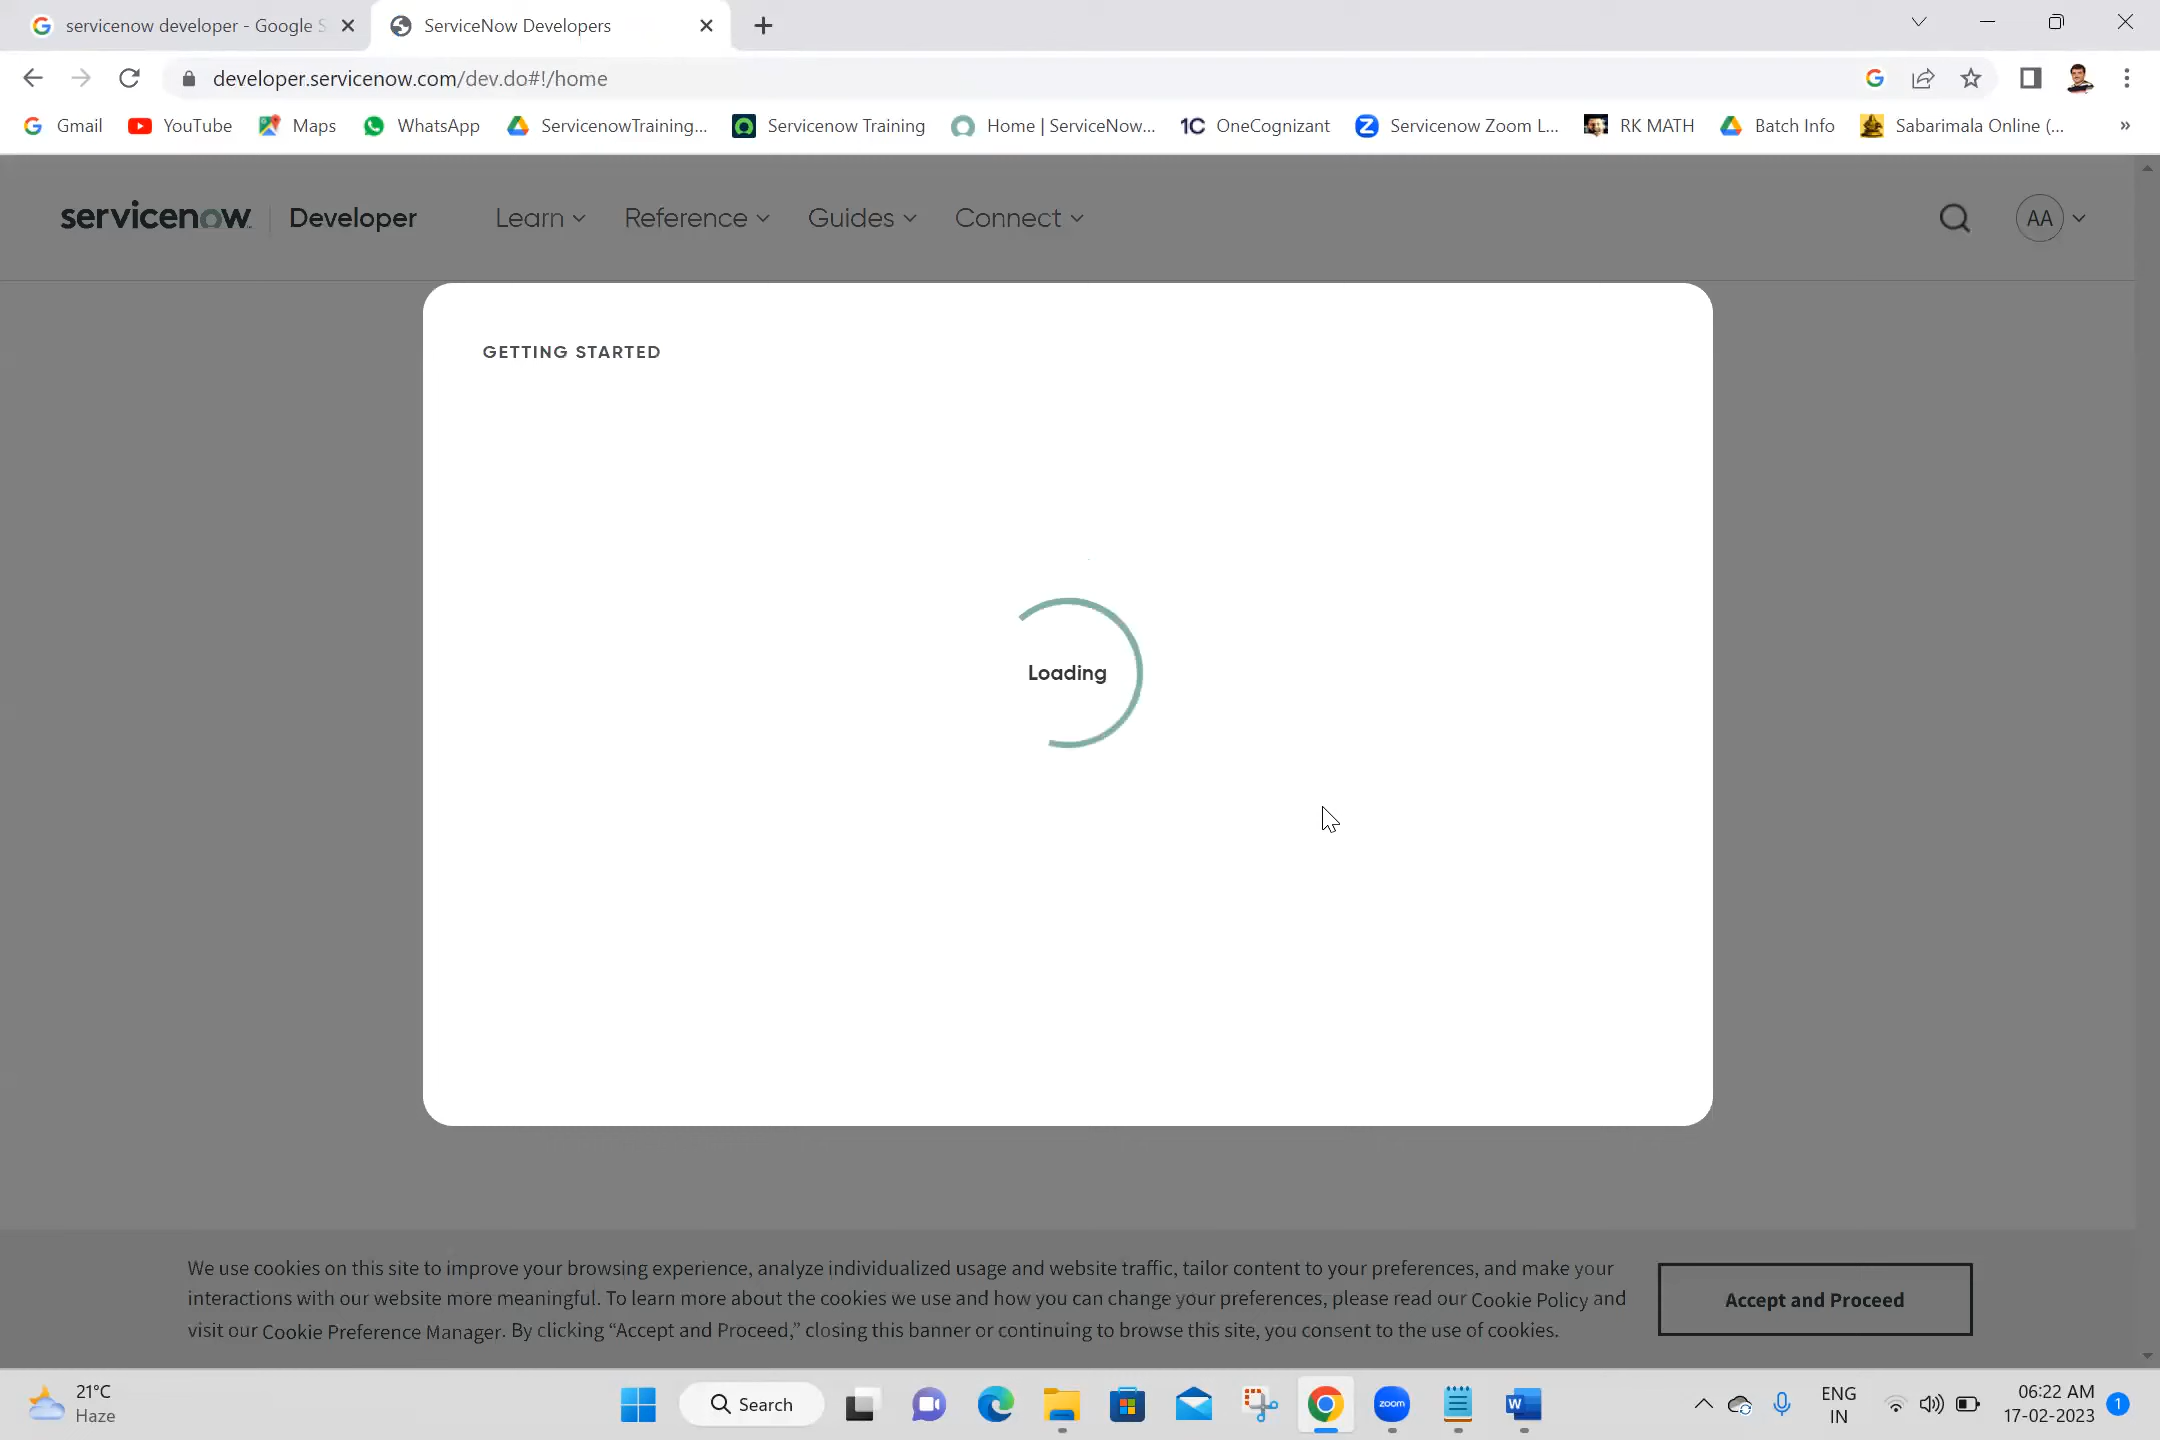 servicenow developer - Google S
ServiceNow Developers
developer.servicenow.com/dev.do#!/home
Gmail
YouTube
Maps
WhatsApp
ServicenowTraining...
Servicenow Training
Home | ServiceNow...
1C OneCognizant
Servicenow Zoom L...
RK MATH
Batch Info
Sabarimala Online (...
servicenow
Developer
Learn
Reference
Guides
Connect
AA
GETTING STARTED
Loading
We use cookies on this site to improve your browsing experience, analyze individualized usage and website traffic, tailor content to your preferences, and make your
interactions with our website more meaningful. To learn more about the cookies we use and how you can change your preferences, please read our Cookie Policy and
visit our Cookie Preference Manager. By clicking “Accept and Proceed,” closing this banner or continuing to browse this site, you consent to the use of cookies.
Accept and Proceed
21°C
Haze
Search
zoom
W
ENG
IN
06:22 AM
17-02-2023
1